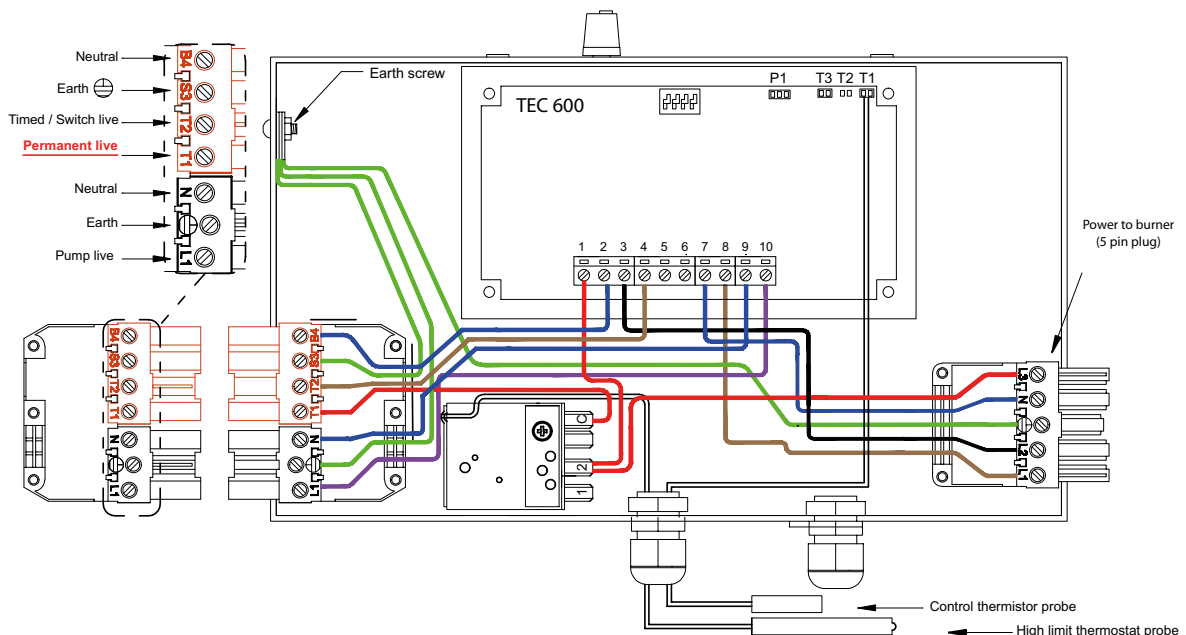 Neutral
Earth
Timed / Switch live
Permanent live
Neutral
Earth
Pump live
B4
S3
T2
T1
N
L1
Earth screw
TEC 600
P1
T3
T2
T1
1
2
3
4
5
6
7
8
9
10
Power to burner
(5 pin plug)
B4
S3
T2
T1
N
L1
B4
S3
T2
T1
N
L1
C
2
1
L3
N
L2
L1
Control thermistor probe
High limit thermostat probe